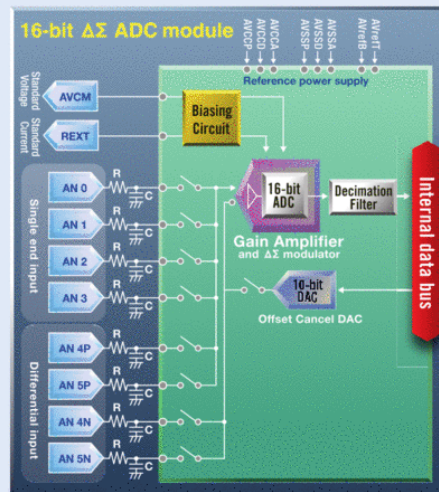 16-bit ΔΣ ADC module
AVCCP
AVCCD
AVCCA
AVSSP
AVSSD
AVSSA
AVrefB
AVrefT
Reference power supply
Standard
Voltage
AVCM
Standard
Current
REXT
Biasing
Circuit
Single end input
AN 0
R
C
AN 1
R
C
AN 2
R
C
AN 3
R
C
16-bit
ADC
Decimation
Filter
Gain Amplifier
and ΔΣ modulator
10-bit
DAC
Offset Cancel DAC
Internal data bus
Differential input
AN 4P
R
C
AN 5P
R
C
AN 4N
R
C
AN 5N
R
C